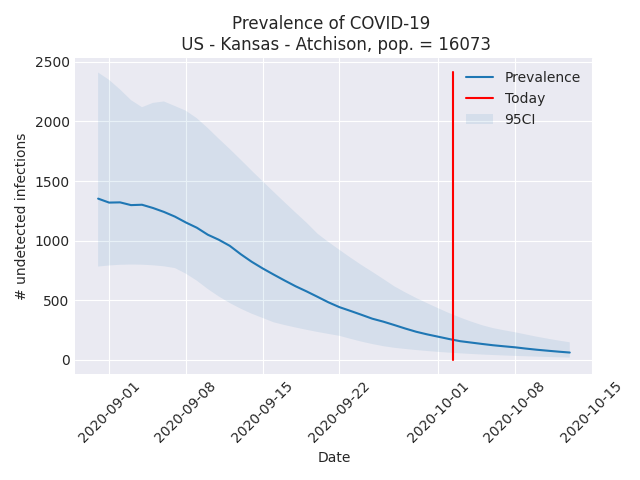 Prevalence of COVID-19
US - Kansas - Atchison, pop. = 16073
2500
2000
1500
1000
500
0
# undetected infections
Prevalence
Today
95CI
2020-09-01
2020-09-08
2020-09-15
2020-09-22
2020-10-01
2020-10-08
2020-10-15
Date